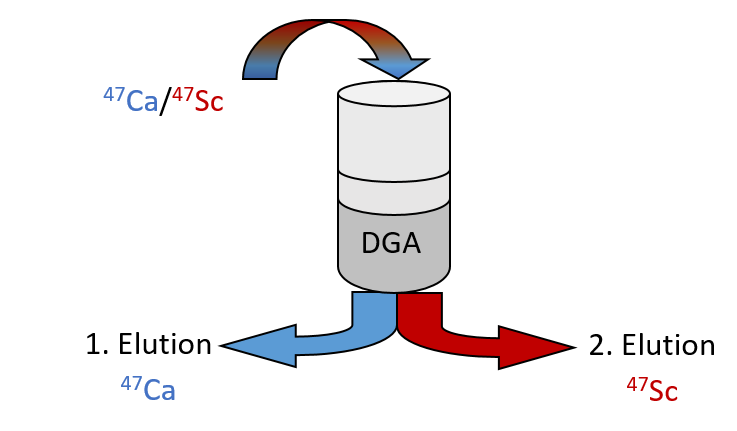 ⁴⁷Ca/⁴⁷Sc
DGA
1. Elution
⁴⁷Ca
2. Elution
⁴⁷Sc